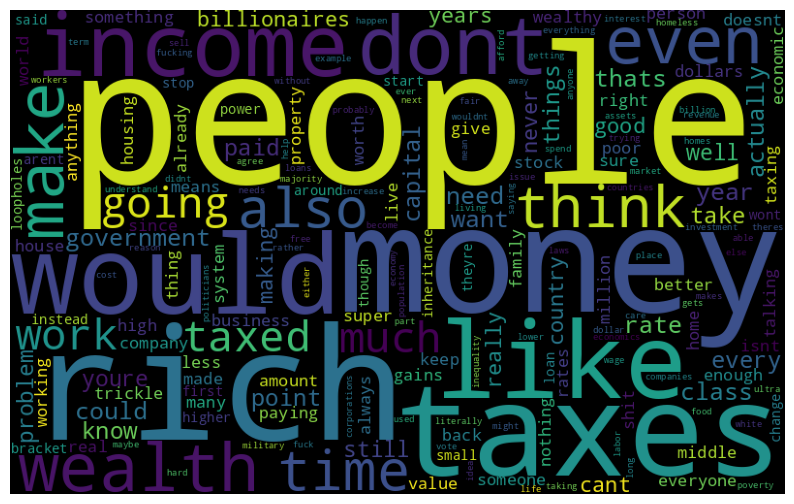 said something billionaires years wealthy person happen term interest homeless doesnt
world income dont even economic
sell fuck everything afford getting
workers example without
stop start thats dollars
make people housing already power property worth give never things right anyone
anything paid capital stock good actually
ever next fair billion
probably wouldnt assets revenue
away spend trying
arent agree help loans mean poor sure well homes market taxing
loopholes didnt majority issue
understand means needs increase around live need want think take year wont
going also living saying countries
house since government become
reason free rather economy population
theyre family country
would money
thing system making though inheritance investment laws place able else theres
cost politicians either super million better gets makes talking
instead high business part care home isnt
work company taxed much like really rate rates
problem less keep lower dollar economics every
youre trickle made amount gains inequality loan wage companies ultra
working could many first paying point always corporations class enough
know higher nothing shit change
rich taxes
bracket real maybe military still used literally back might labor food white middle
vote small idea long everyone
wealth hard time value life taking someone cant poverty